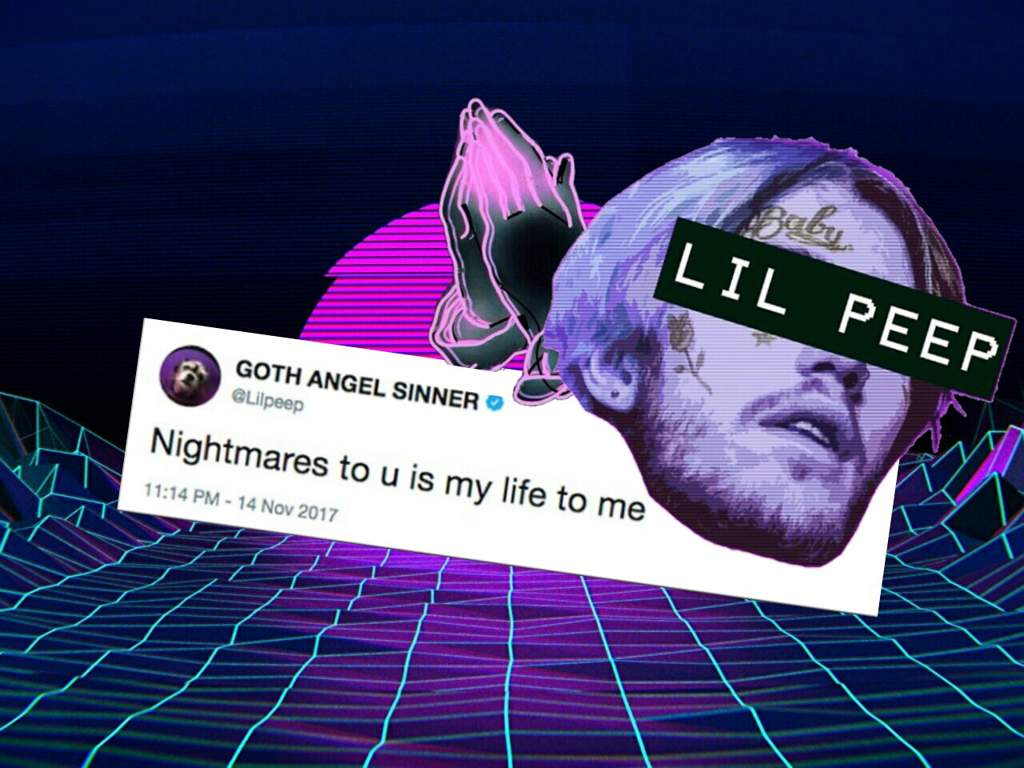 Baby
LIL PEEP
GOTH ANGEL SINNER
@Lilpeep
Nightmares to u is my life to me
11:14 PM - 14 Nov 2017